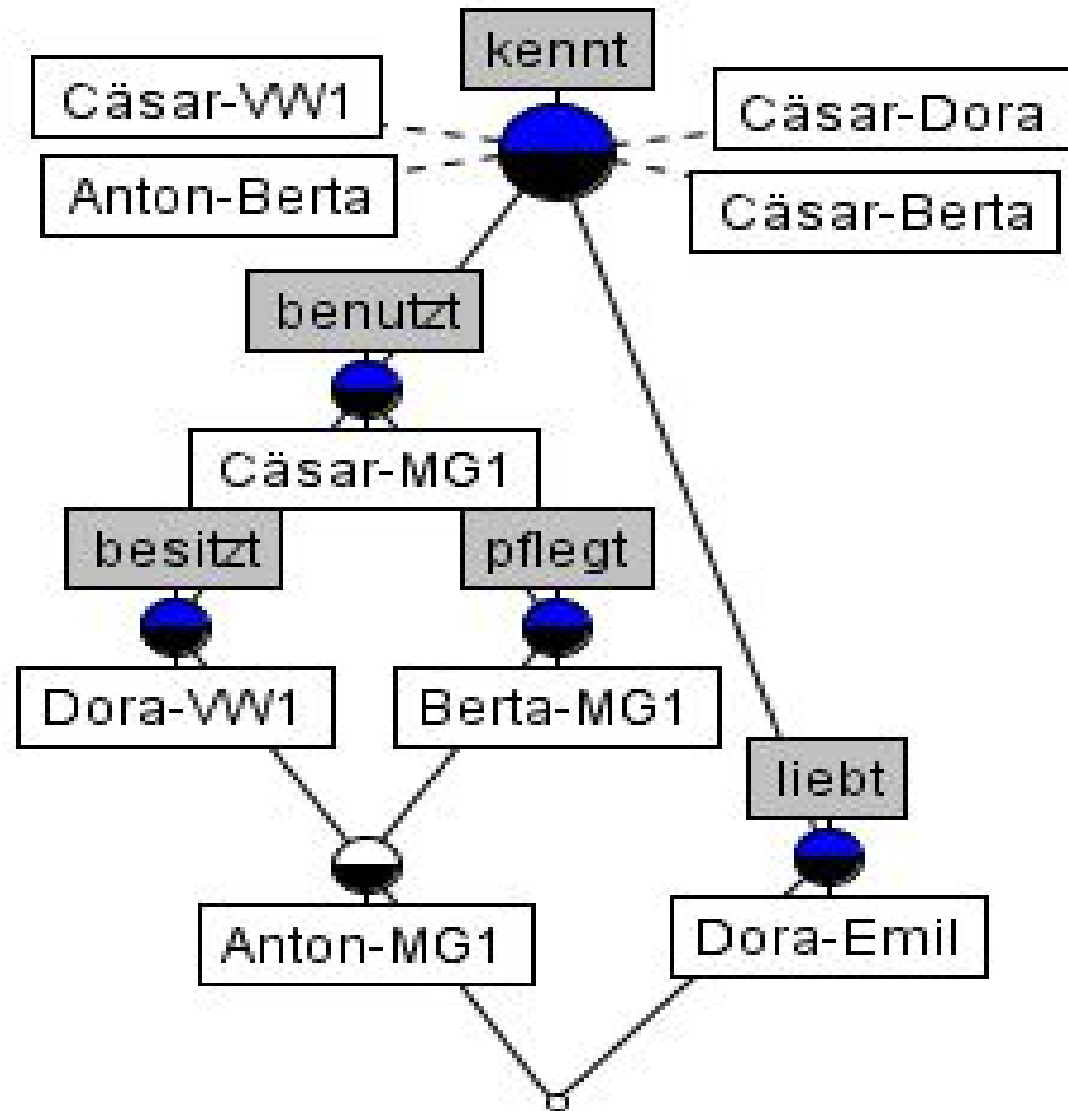 kennt
Cäsar-VW1
Cäsar-Dora
Anton-Berta
Cäsar-Berta
benutzt
Cäsar-MG1
besitzt
pflegt
Dora-VW1
Berta-MG1
liebt
Anton-MG1
Dora-Emil